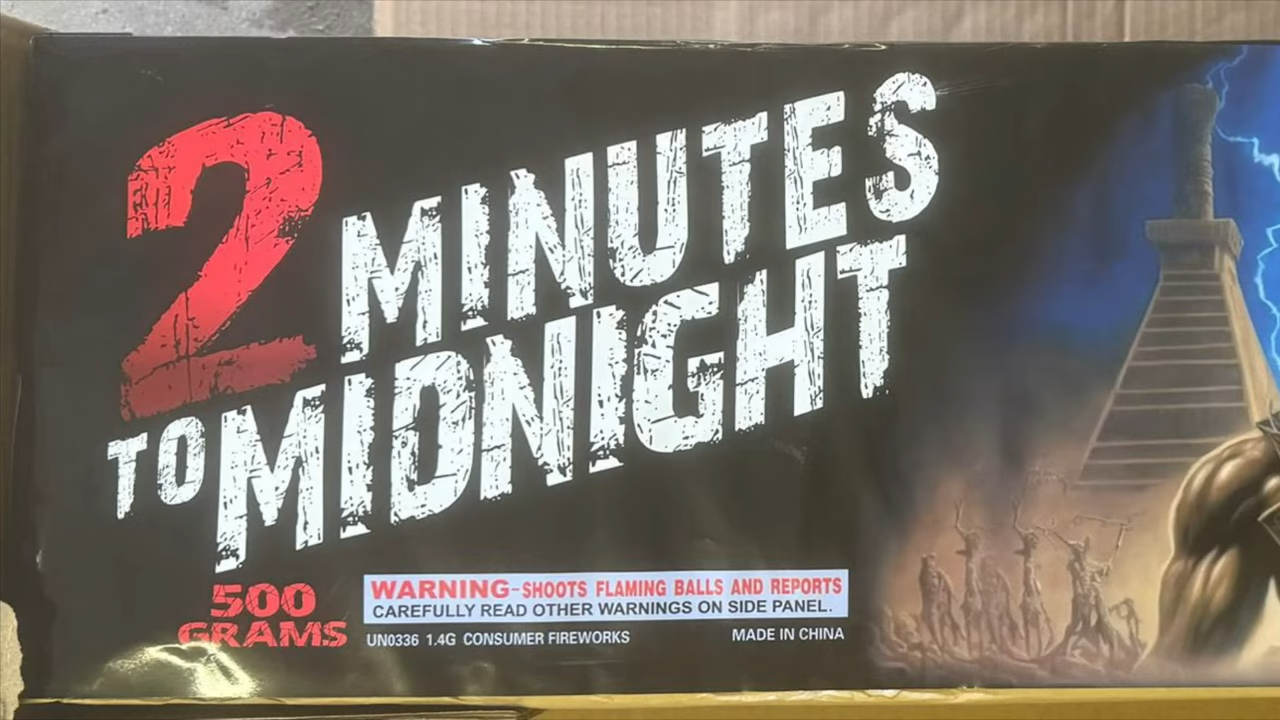 2 MINUTES
TO MIDNIGHT
500
GRAMS
WARNING-SHOOTS FLAMING BALLS AND REPORTS
CAREFULLY READ OTHER WARNINGS ON SIDE PANEL.
UN0336 1.4G CONSUMER FIREWORKS
MADE IN CHINA